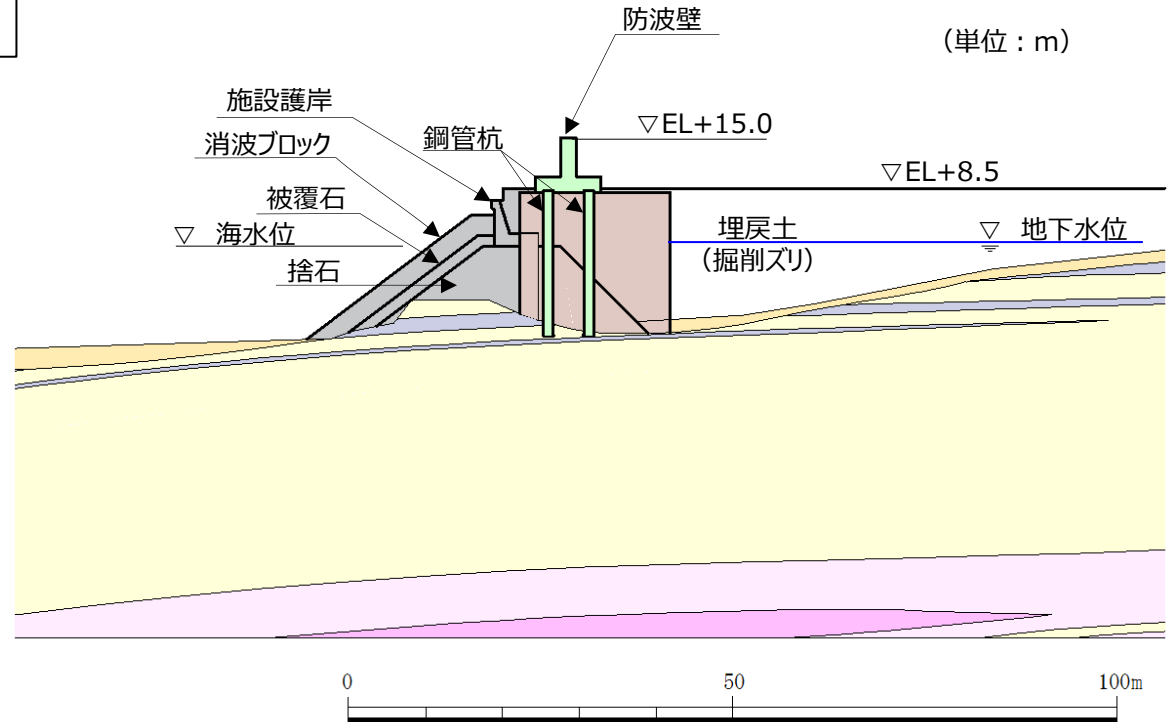 防波壁
(単位：m)
施設護岸
▽EL+15.0
消波ブロック
鋼管杭
▽EL+8.5
被覆石
▽ 海水位
埋戻土
(掘削ズリ)
▽ 地下水位
捨石
0 50 100m